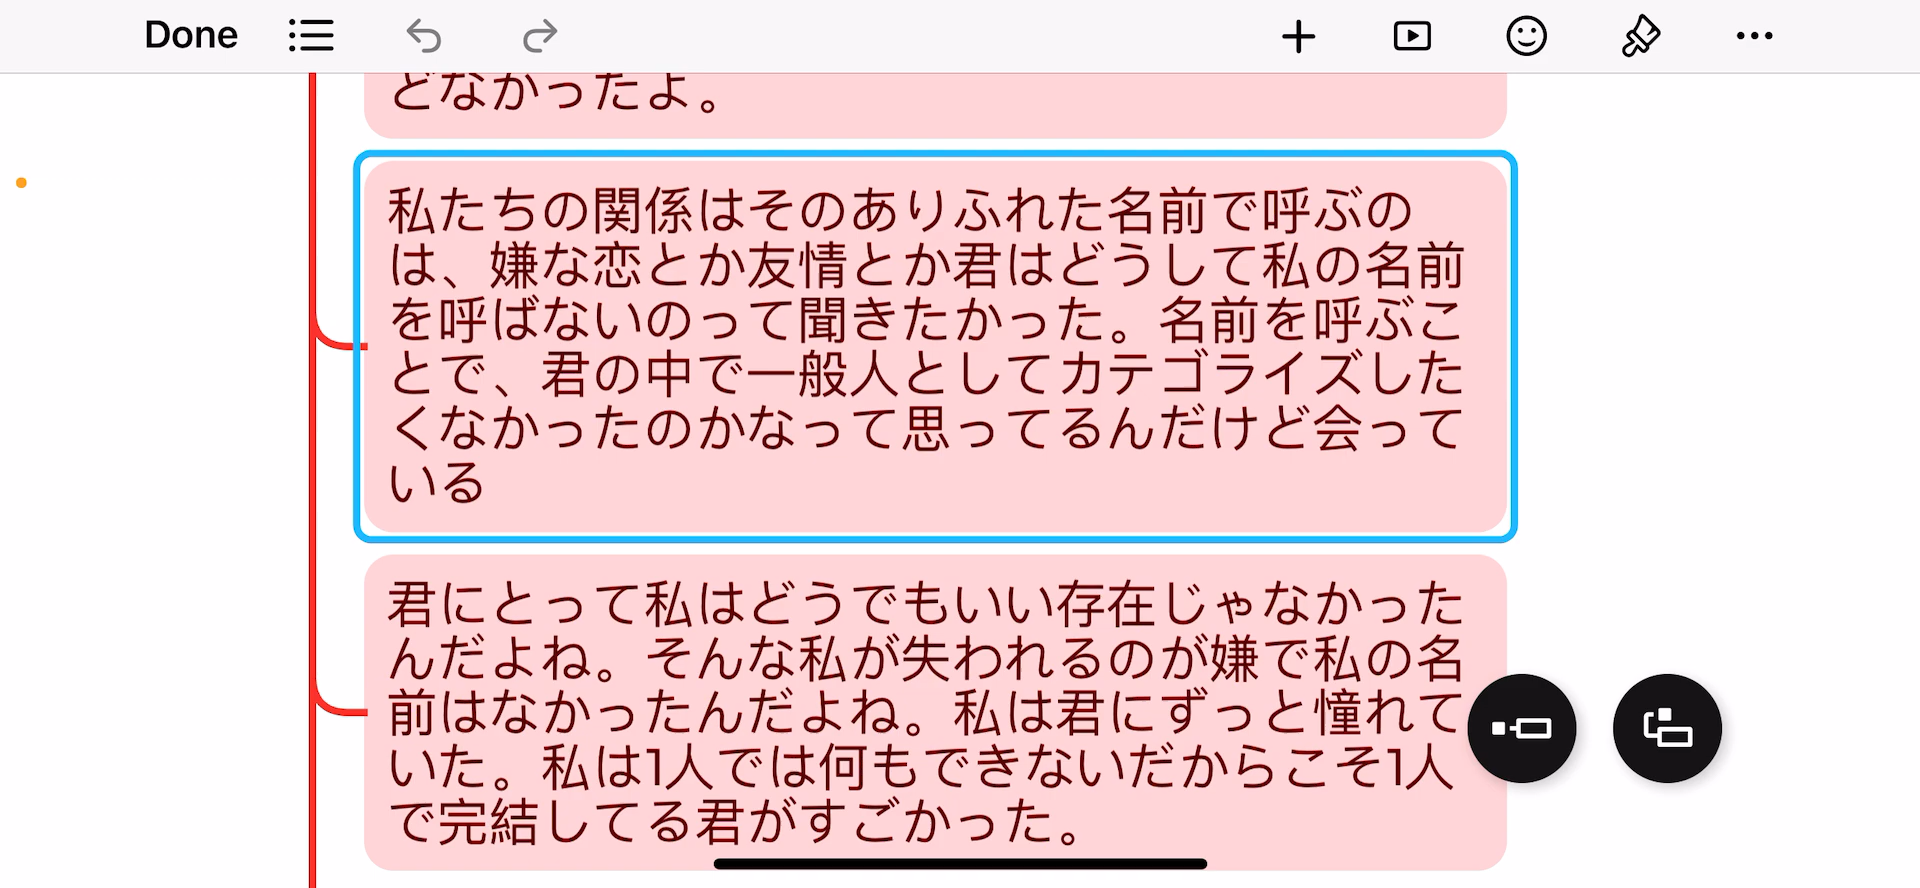 Done
どなかったよ。
私たちの関係はそのありふれた名前で呼ぶの
は、嫌な恋とか友情とか君はどうして私の名前
を呼ばないのって聞きたかった。名前を呼ぶこ
とで、君の中で一般人としてカテゴライズした
くなかったのかなって思ってるんだけど会って
いる
君にとって私はどうでもいい存在じゃなかった
んだよね。そんな私が失われるのが嫌で私の名
前はなかったんだよね。私は君にずっと憧れて
いた。私は1人では何もできないだからこそ1人
で完結してる君がすごかった。